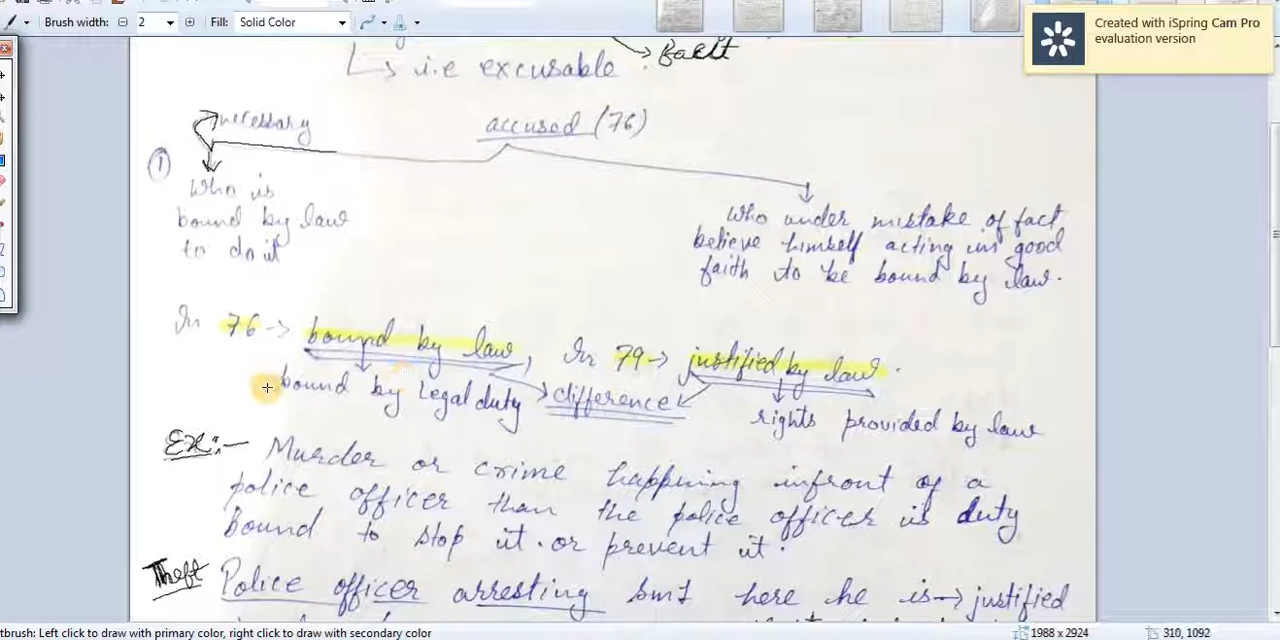 Brush width: 2 Fill: Solid Color
Created with iSpring Cam Pro
evaluation version
fact
i.e excusable
necessary
accused (76)
①
Who is
bound by law
to do it
Who under mistake of fact
believe himself acting in good
faith to be bound by law.
In 76 → bound by law, In 79 → justified by law.
bound by Legal duty difference
rights provided by law
Ex:- Murder or crime happening infront of a
police officer than the police officer is duty
bound to stop it. or prevent it.
Theft Police officer arresting here he is → justified
tbrush: Left click to draw with primary color, right click to draw with secondary color 1988 x 2924 310, 1092